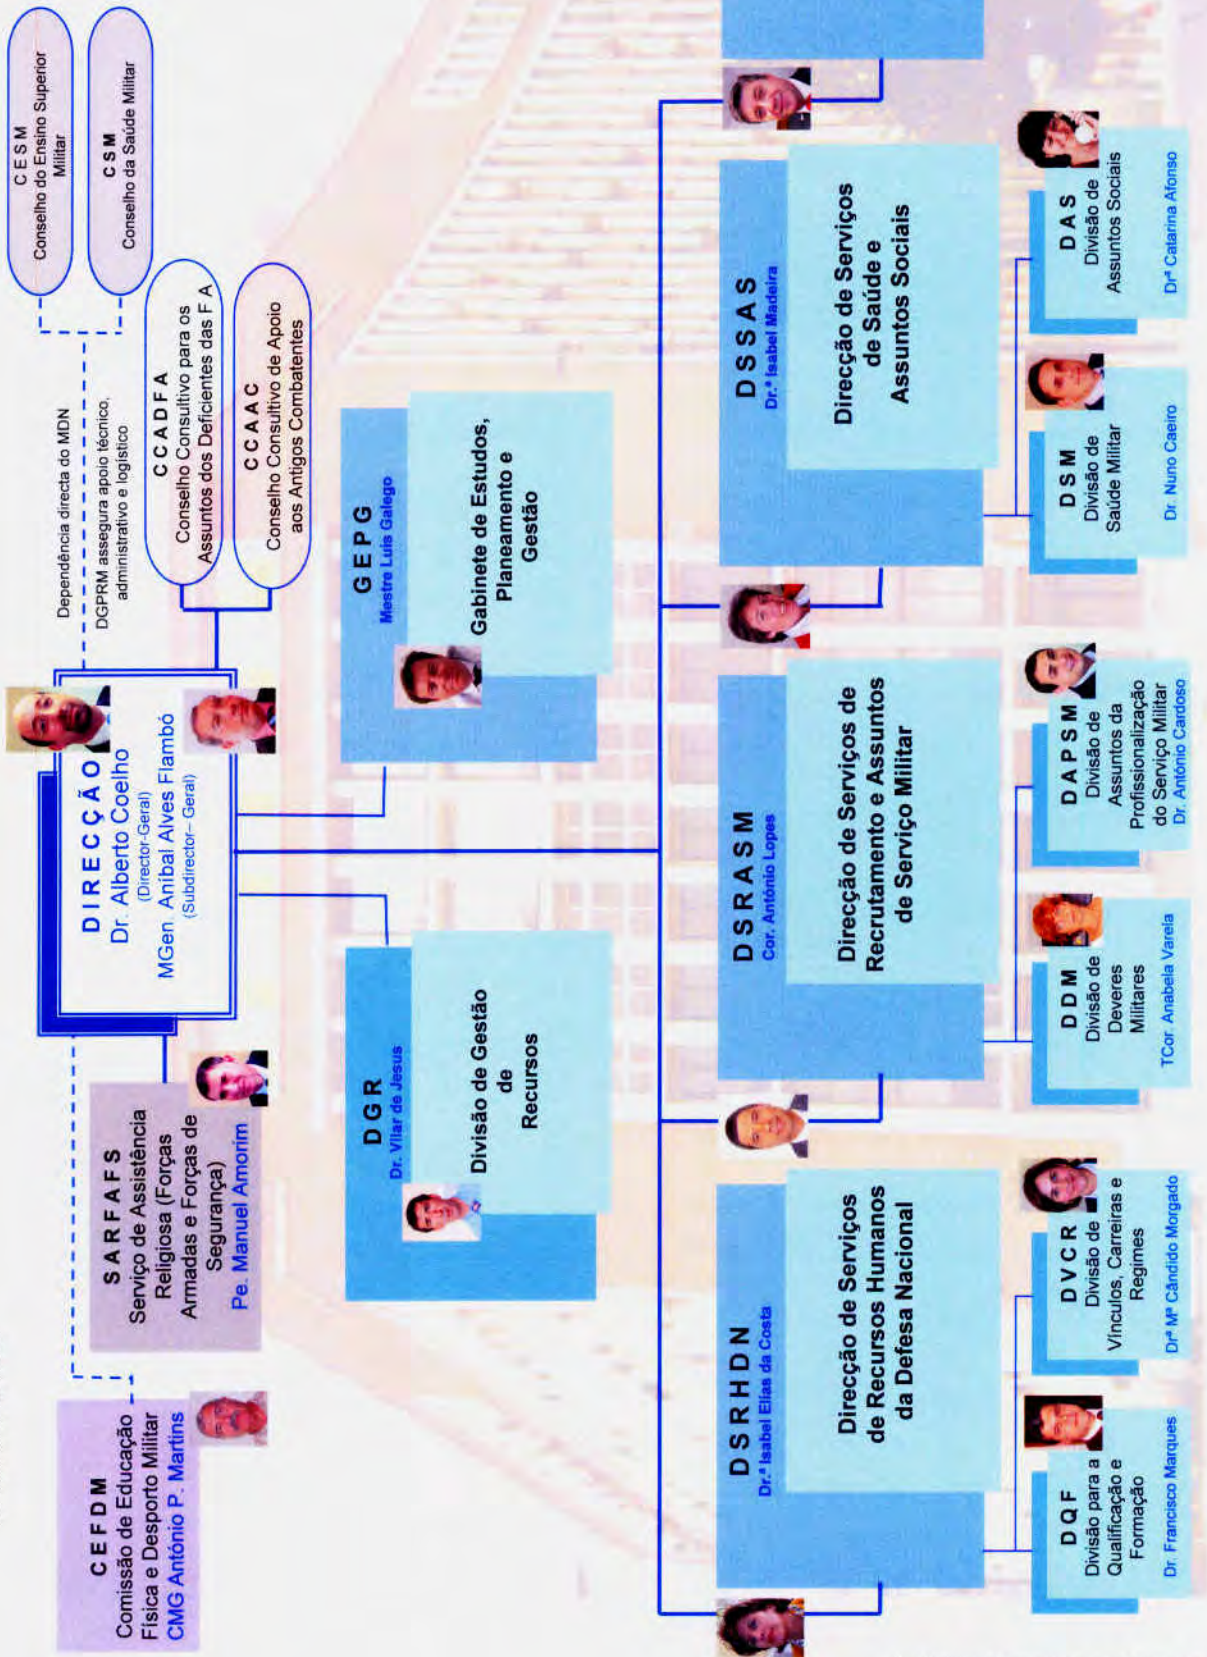 CEFDM
Comissão de Educação
Física e Desporto Militar
CMG António P. Martins
SARFAFS
Serviço de Assistência
Religiosa (Forças
Armadas e Forças de
Segurança)
Pe. Manuel Amorim
DIRECÇÃO
Dr. Alberto Coelho
(Director-Geral)
MGen. Aníbal Alves Flambó
(Subdirector– Geral)
Dependência directa do MDN
DGPRM assegura apoio técnico,
administrativo e logístico
CESM
Conselho do Ensino Superior
Militar
CSM
Conselho da Saúde Militar
CCADFA
Conselho Consultivo para os
Assuntos dos Deficientes das F A
CCAAC
Conselho Consultivo de Apoio
aos Antigos Combatentes
DGR
Dr. Vilar de Jesus
Divisão de Gestão
de
Recursos
GEPG
Mestre Luís Galego
Gabinete de Estudos,
Planeamento e
Gestão
DSRHDN
Dr.ª Isabel Elias da Costa
Direcção de Serviços
de Recursos Humanos
da Defesa Nacional
DQF
Divisão para a
Qualificação e
Formação
Dr. Francisco Marques
DVCR
Divisão de
Vínculos, Carreiras e
Regimes
Drª Mª Cândido Morgado
DSRASM
Cor. António Lopes
Direcção de Serviços de
Recrutamento e Assuntos
de Serviço Militar
DDM
Divisão de
Deveres
Militares
TCor. Anabela Varela
DAPSM
Divisão de
Assuntos da
Profissionalização
do Serviço Militar
Dr. António Cardoso
DSSAS
Dr.ª Isabel Madeira
Direcção de Serviços
de Saúde e
Assuntos Sociais
DSM
Divisão de
Saúde Militar
Dr. Nuno Caeiro
DAS
Divisão de
Assuntos Sociais
Drª Catarina Afonso